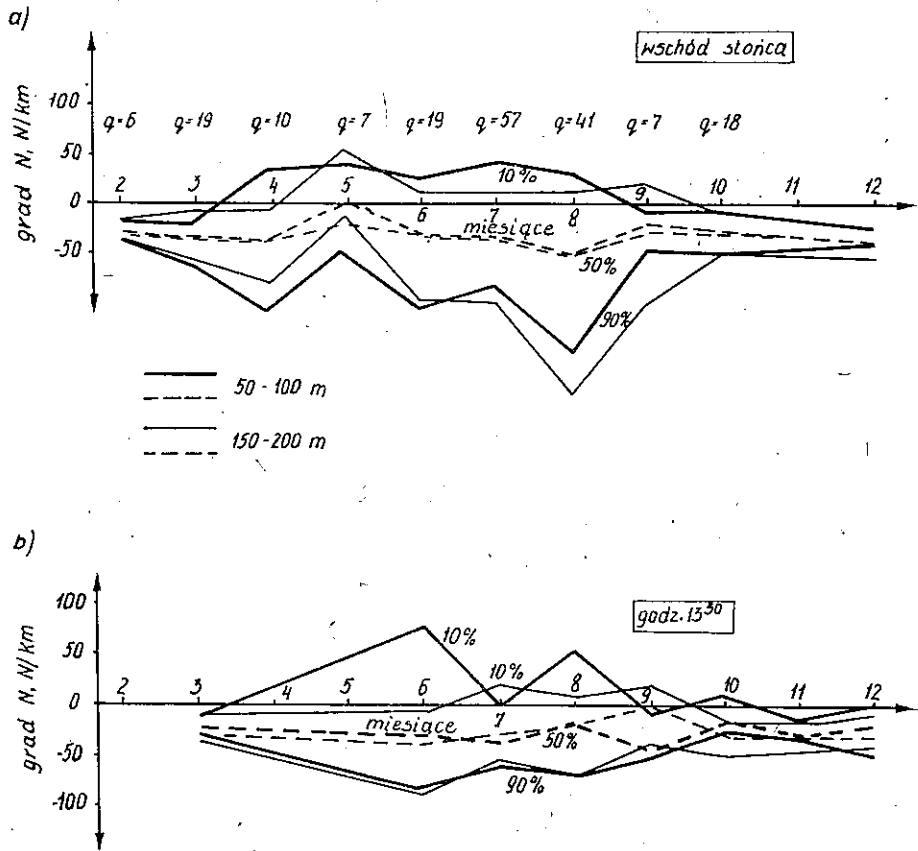 a)
wschód słońca
grad N, N/km
100
50
0
-50
q=6 q=19 q=10 q=7 q=19 q=57 q=41 q=7 q=18
2 3 4 5 6 7 8 9 10 11 12
10%
miesiące
50%
90%
50-100 m
150-200 m
b)
godz. 13³⁰
grad N, N/km
100
50
0
-50
-100
2 3 4 5 6 7 8 9 10 11 12
10%
10%
miesiące
50%
90%